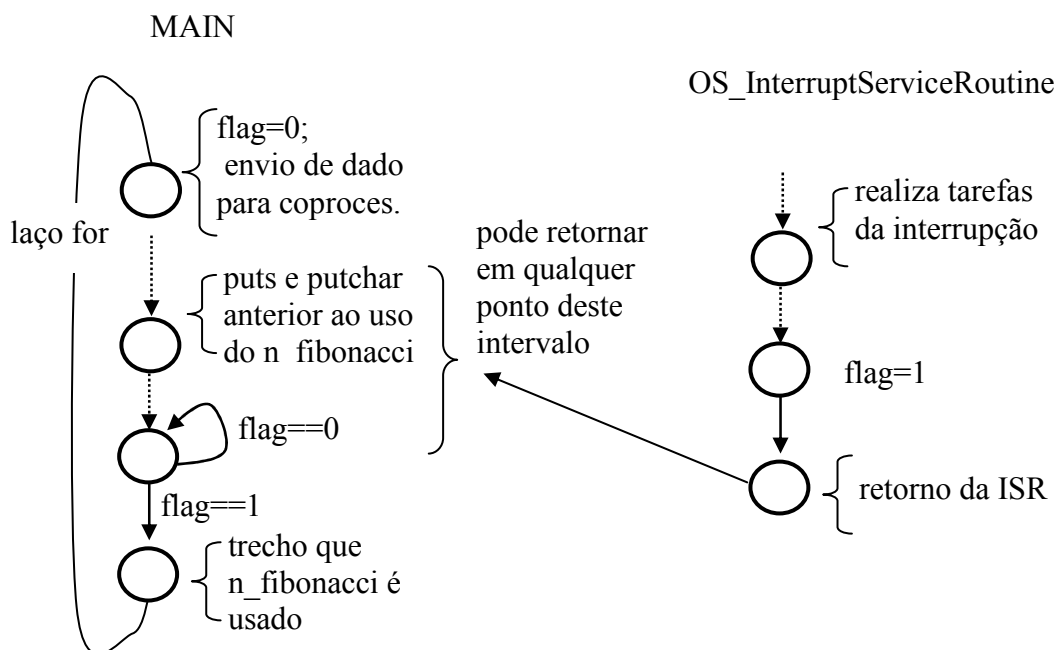 MAIN
OS_InterruptServiceRoutine
flag=0;
envio de dado
para coproces.
laço for
puts e putchar
anterior ao uso
do n_fibonacci
flag==0
flag==1
trecho que
n_fibonacci é
usado
pode retornar
em qualquer
ponto deste
intervalo
realiza tarefas
da interrupção
flag=1
retorno da ISR